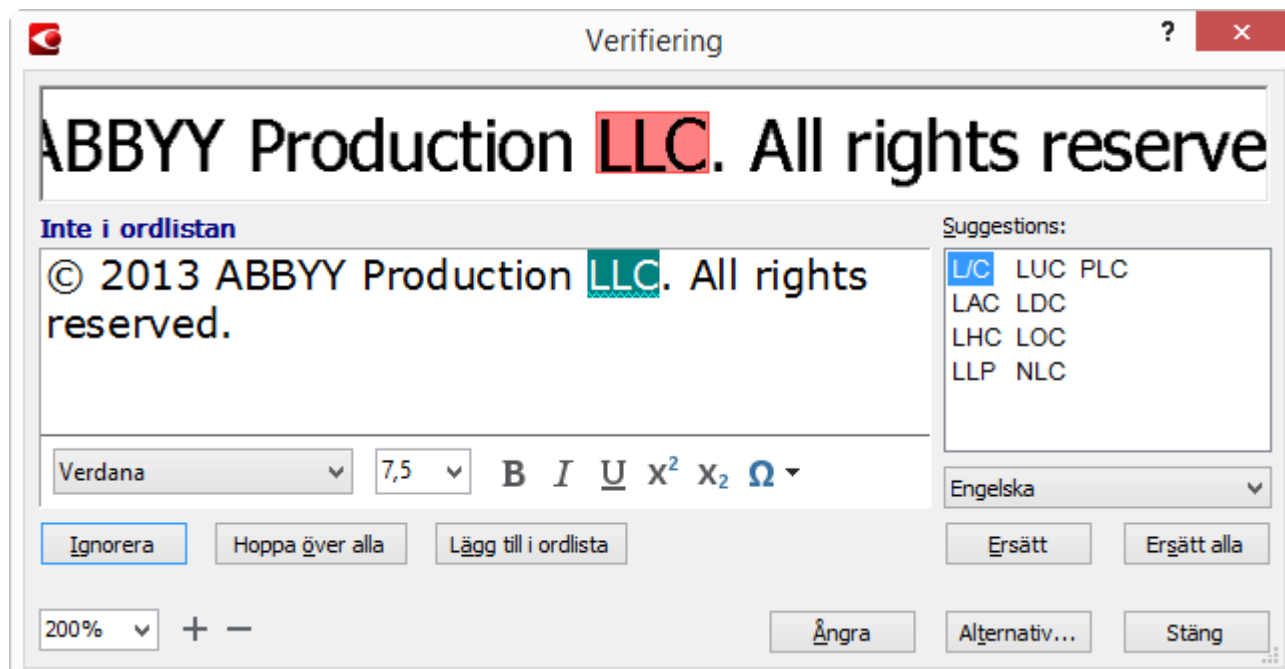 Verifiering
?
ABBYY Production LLC. All rights reserve
Inte i ordlistan
© 2013 ABBYY Production LLC. All rights
reserved.
Suggestions:
L/C LUC PLC
LAC LDC
LHC LOC
LLP NLC
Verdana 7,5 B I U X² X₂ Ω
Engelska
Ignorera Hoppa över alla Lägg till i ordlista Ersätt Ersätt alla
200% + − Ångra Alternativ... Stäng